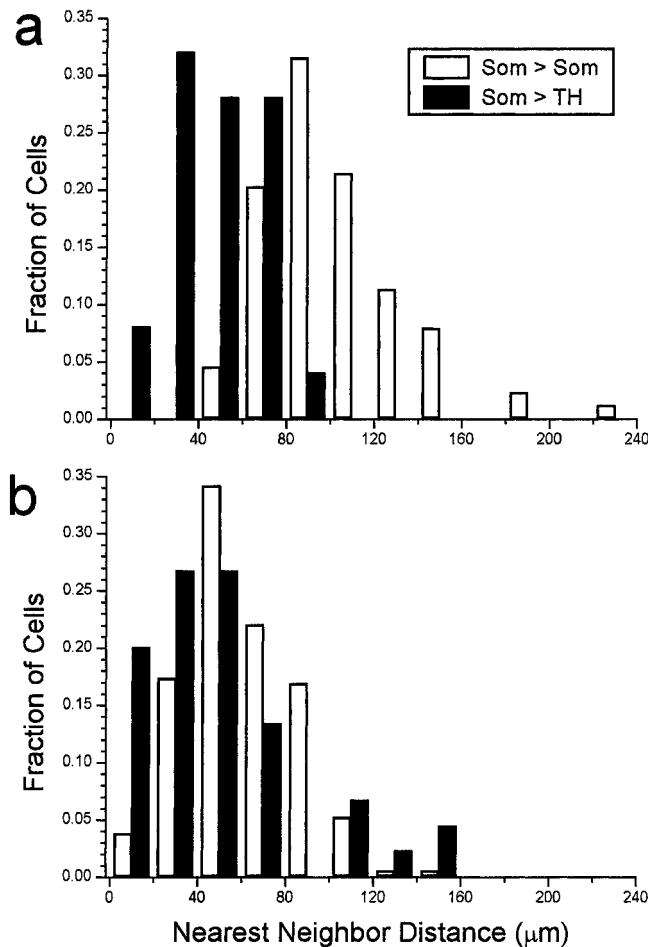 a
Som > Som
Som > TH
Fraction of Cells
0.35
0.30
0.25
0.20
0.15
0.10
0.05
0.00
0 40 80 120 160 200 240
b
Fraction of Cells
0.35
0.30
0.25
0.20
0.15
0.10
0.05
0.00
0 40 80 120 160 200 240
Nearest Neighbor Distance (μm)